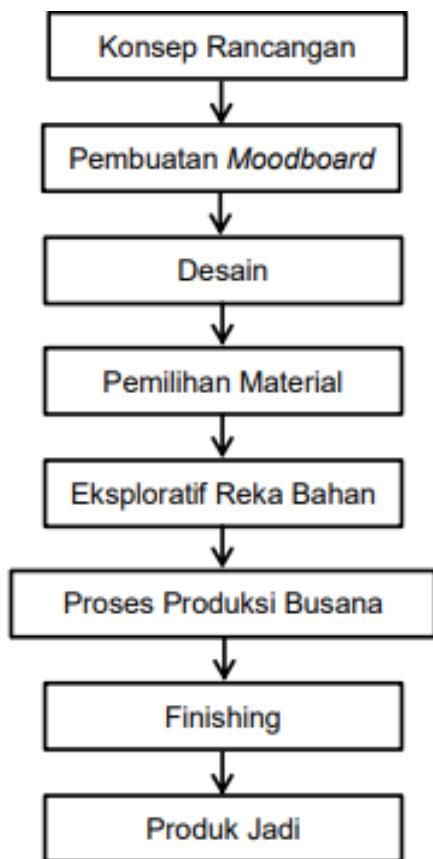 Konsep Rancangan
Pembuatan Moodboard
Desain
Pemilihan Material
Eksploratif Reka Bahan
Proses Produksi Busana
Finishing
Produk Jadi